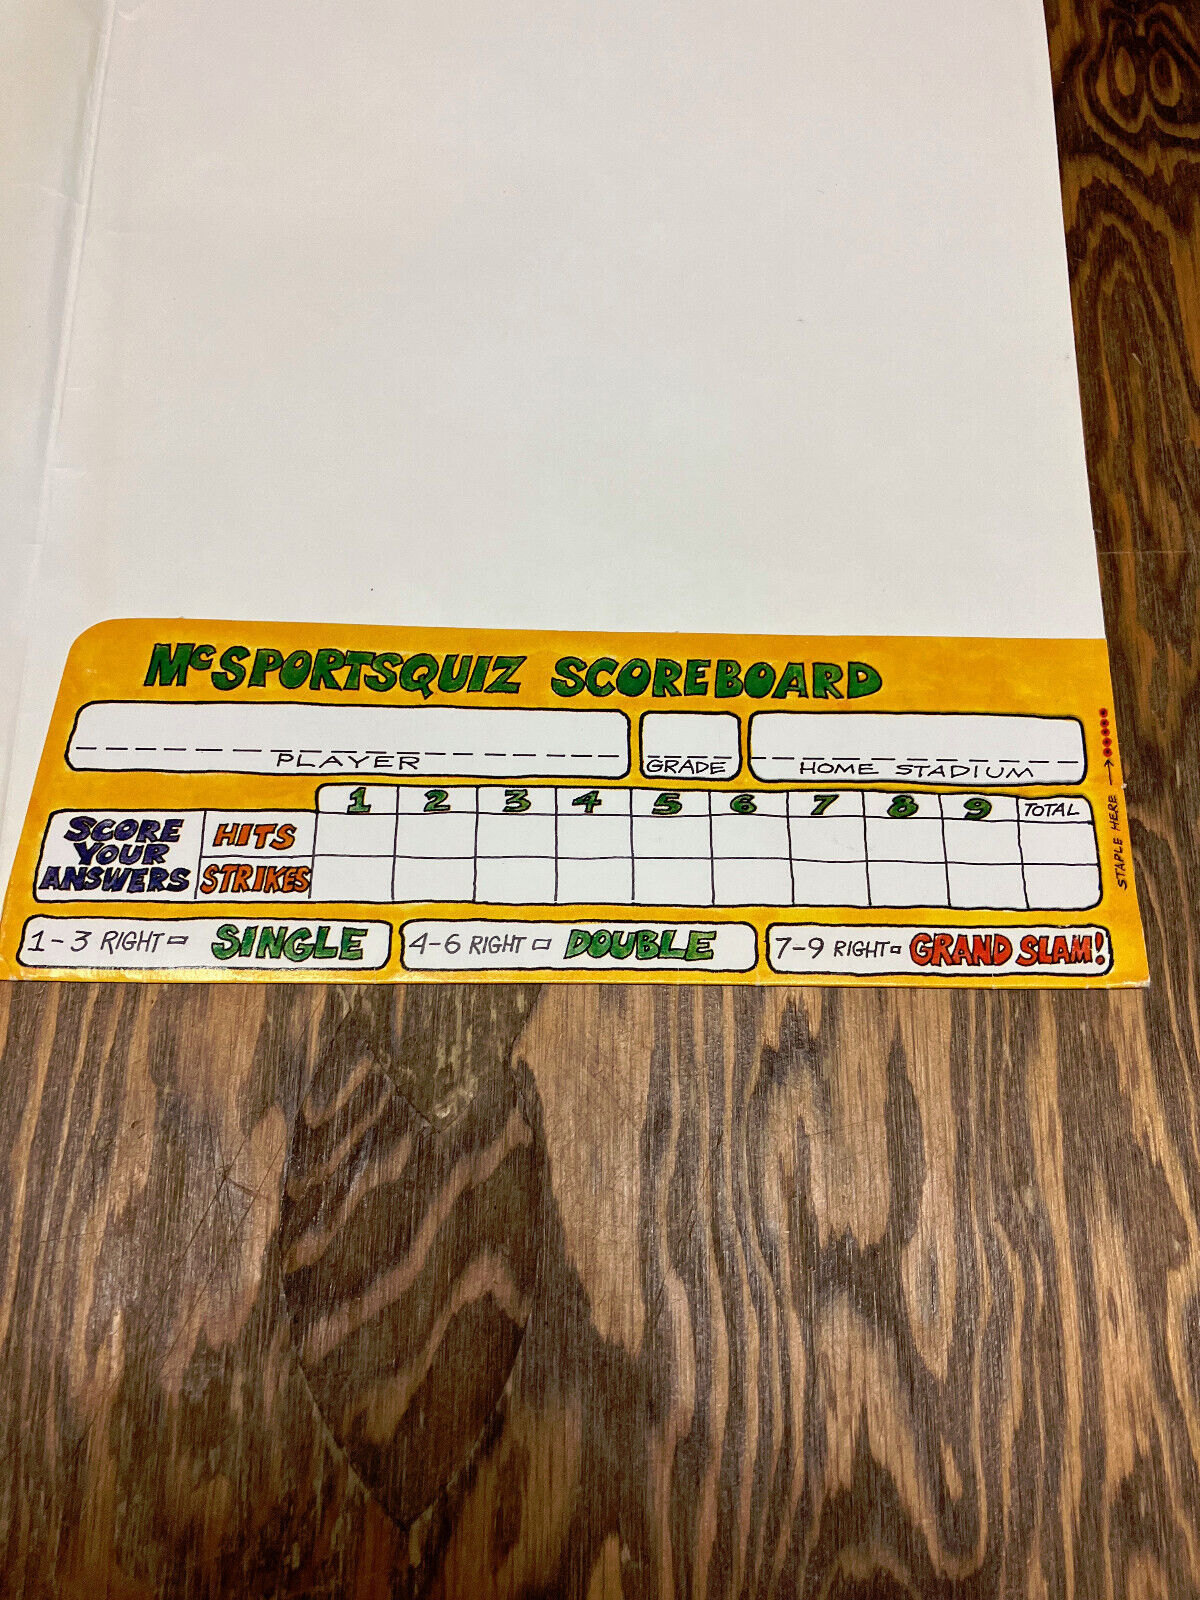 McSPORTSQUIZ SCOREBOARD
PLAYER
GRADE
HOME STADIUM
1 2 3 4 5 6 7 8 9 TOTAL
SCORE YOUR ANSWERS
HITS
STRIKES
STAPLE HERE →
1-3 RIGHT = SINGLE
4-6 RIGHT = DOUBLE
7-9 RIGHT = GRAND SLAM!